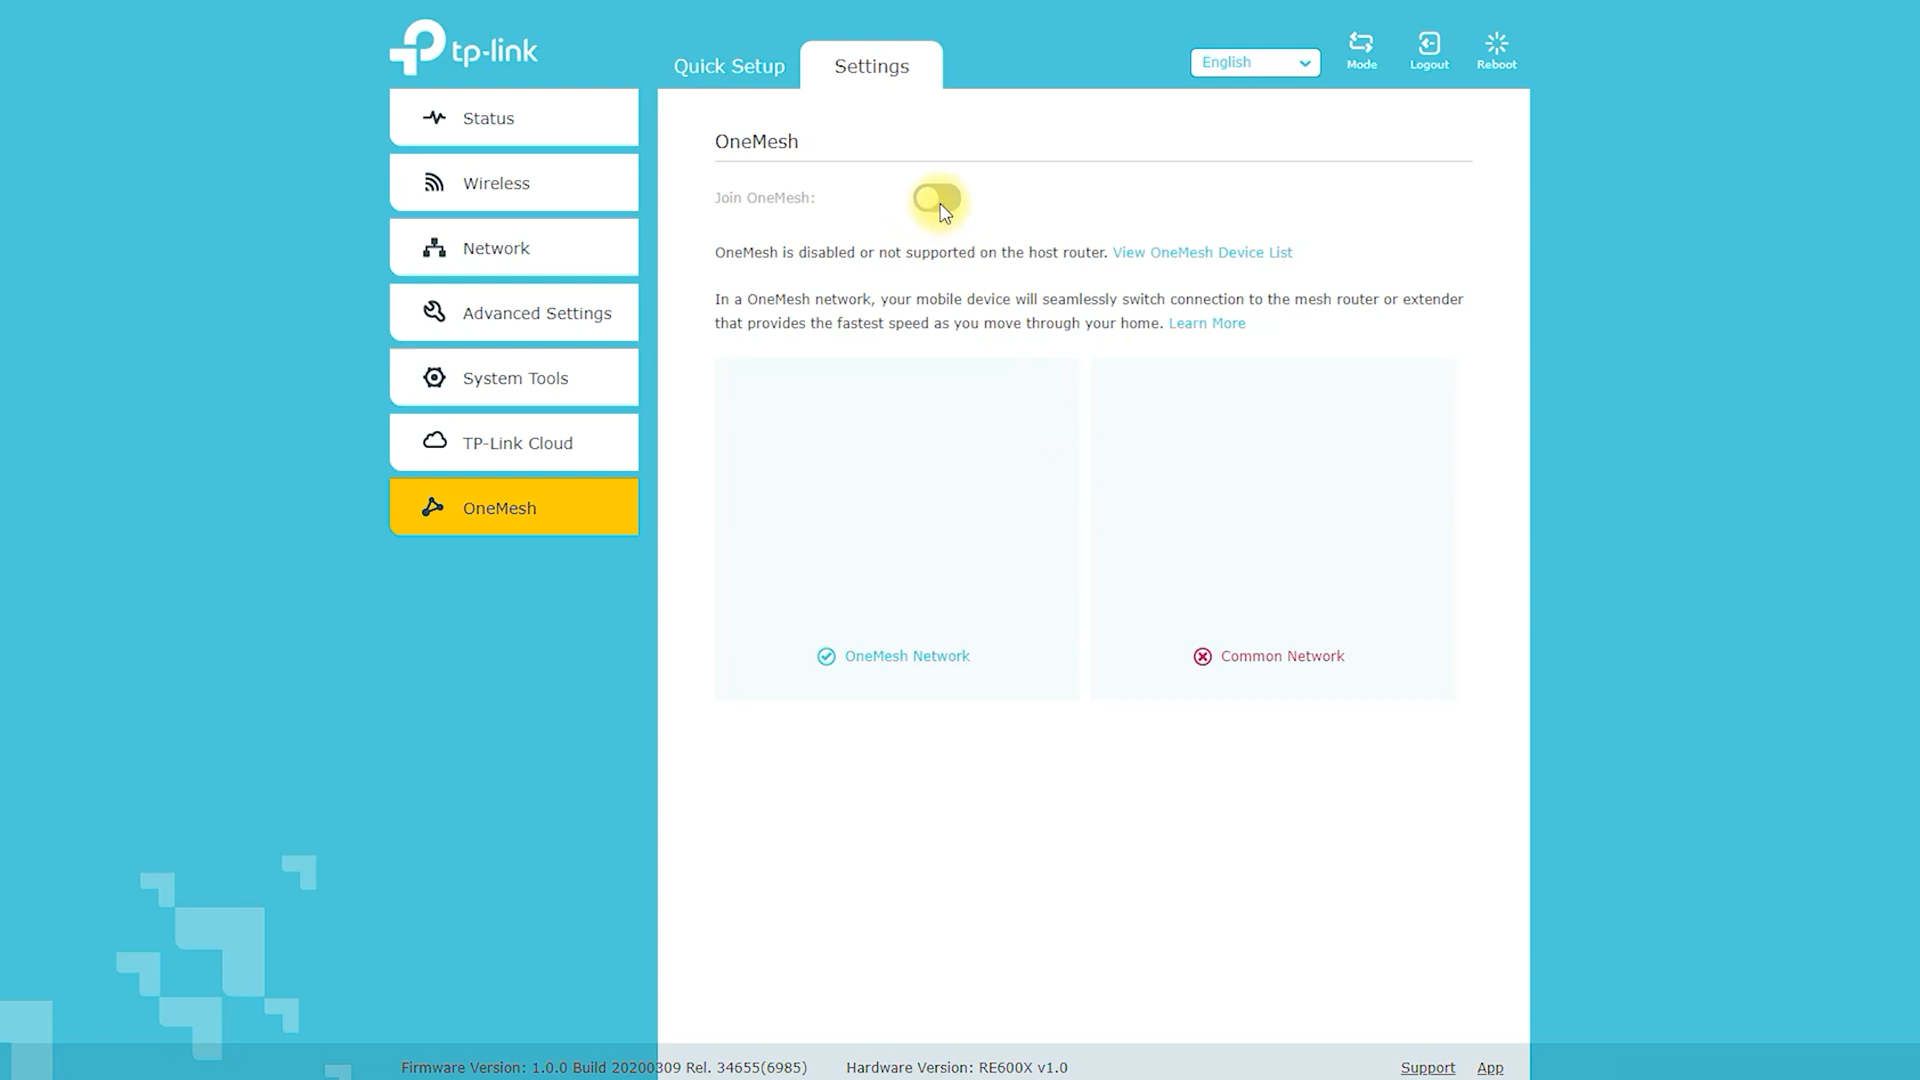 tp-link
Quick Setup
Settings
English
Mode
Logout
Reboot
Status
Wireless
Network
Advanced Settings
System Tools
TP-Link Cloud
OneMesh
OneMesh
Join OneMesh:
OneMesh is disabled or not supported on the host router. View OneMesh Device List
In a OneMesh network, your mobile device will seamlessly switch connection to the mesh router or extender
that provides the fastest speed as you move through your home. Learn More
OneMesh Network
Common Network
Firmware Version: 1.0.0 Build 20200309 Rel. 34655(6985)
Hardware Version: RE600X v1.0
Support
App